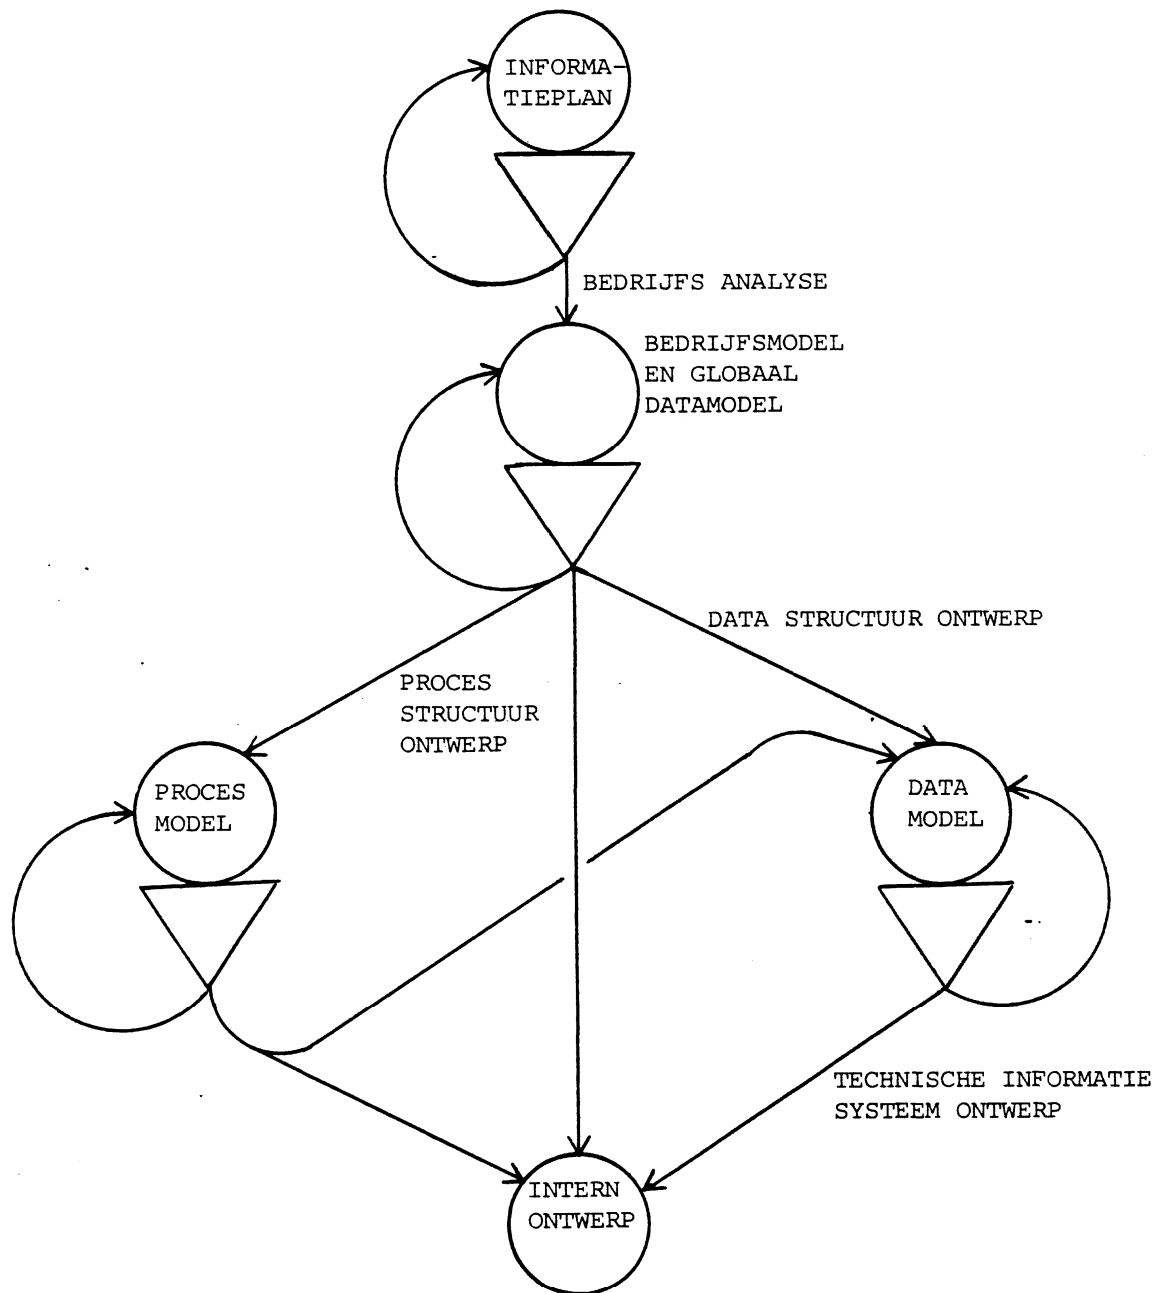 INFORMA-
TIEPLAN
BEDRIJFS ANALYSE
BEDRIJFSMODEL
EN GLOBAAL
DATAMODEL
DATA STRUCTUUR ONTWERP
PROCES
STRUCTUUR
ONTWERP
PROCES
MODEL
DATA
MODEL
TECHNISCHE INFORMATIE
SYSTEEM ONTWERP
INTERN
ONTWERP